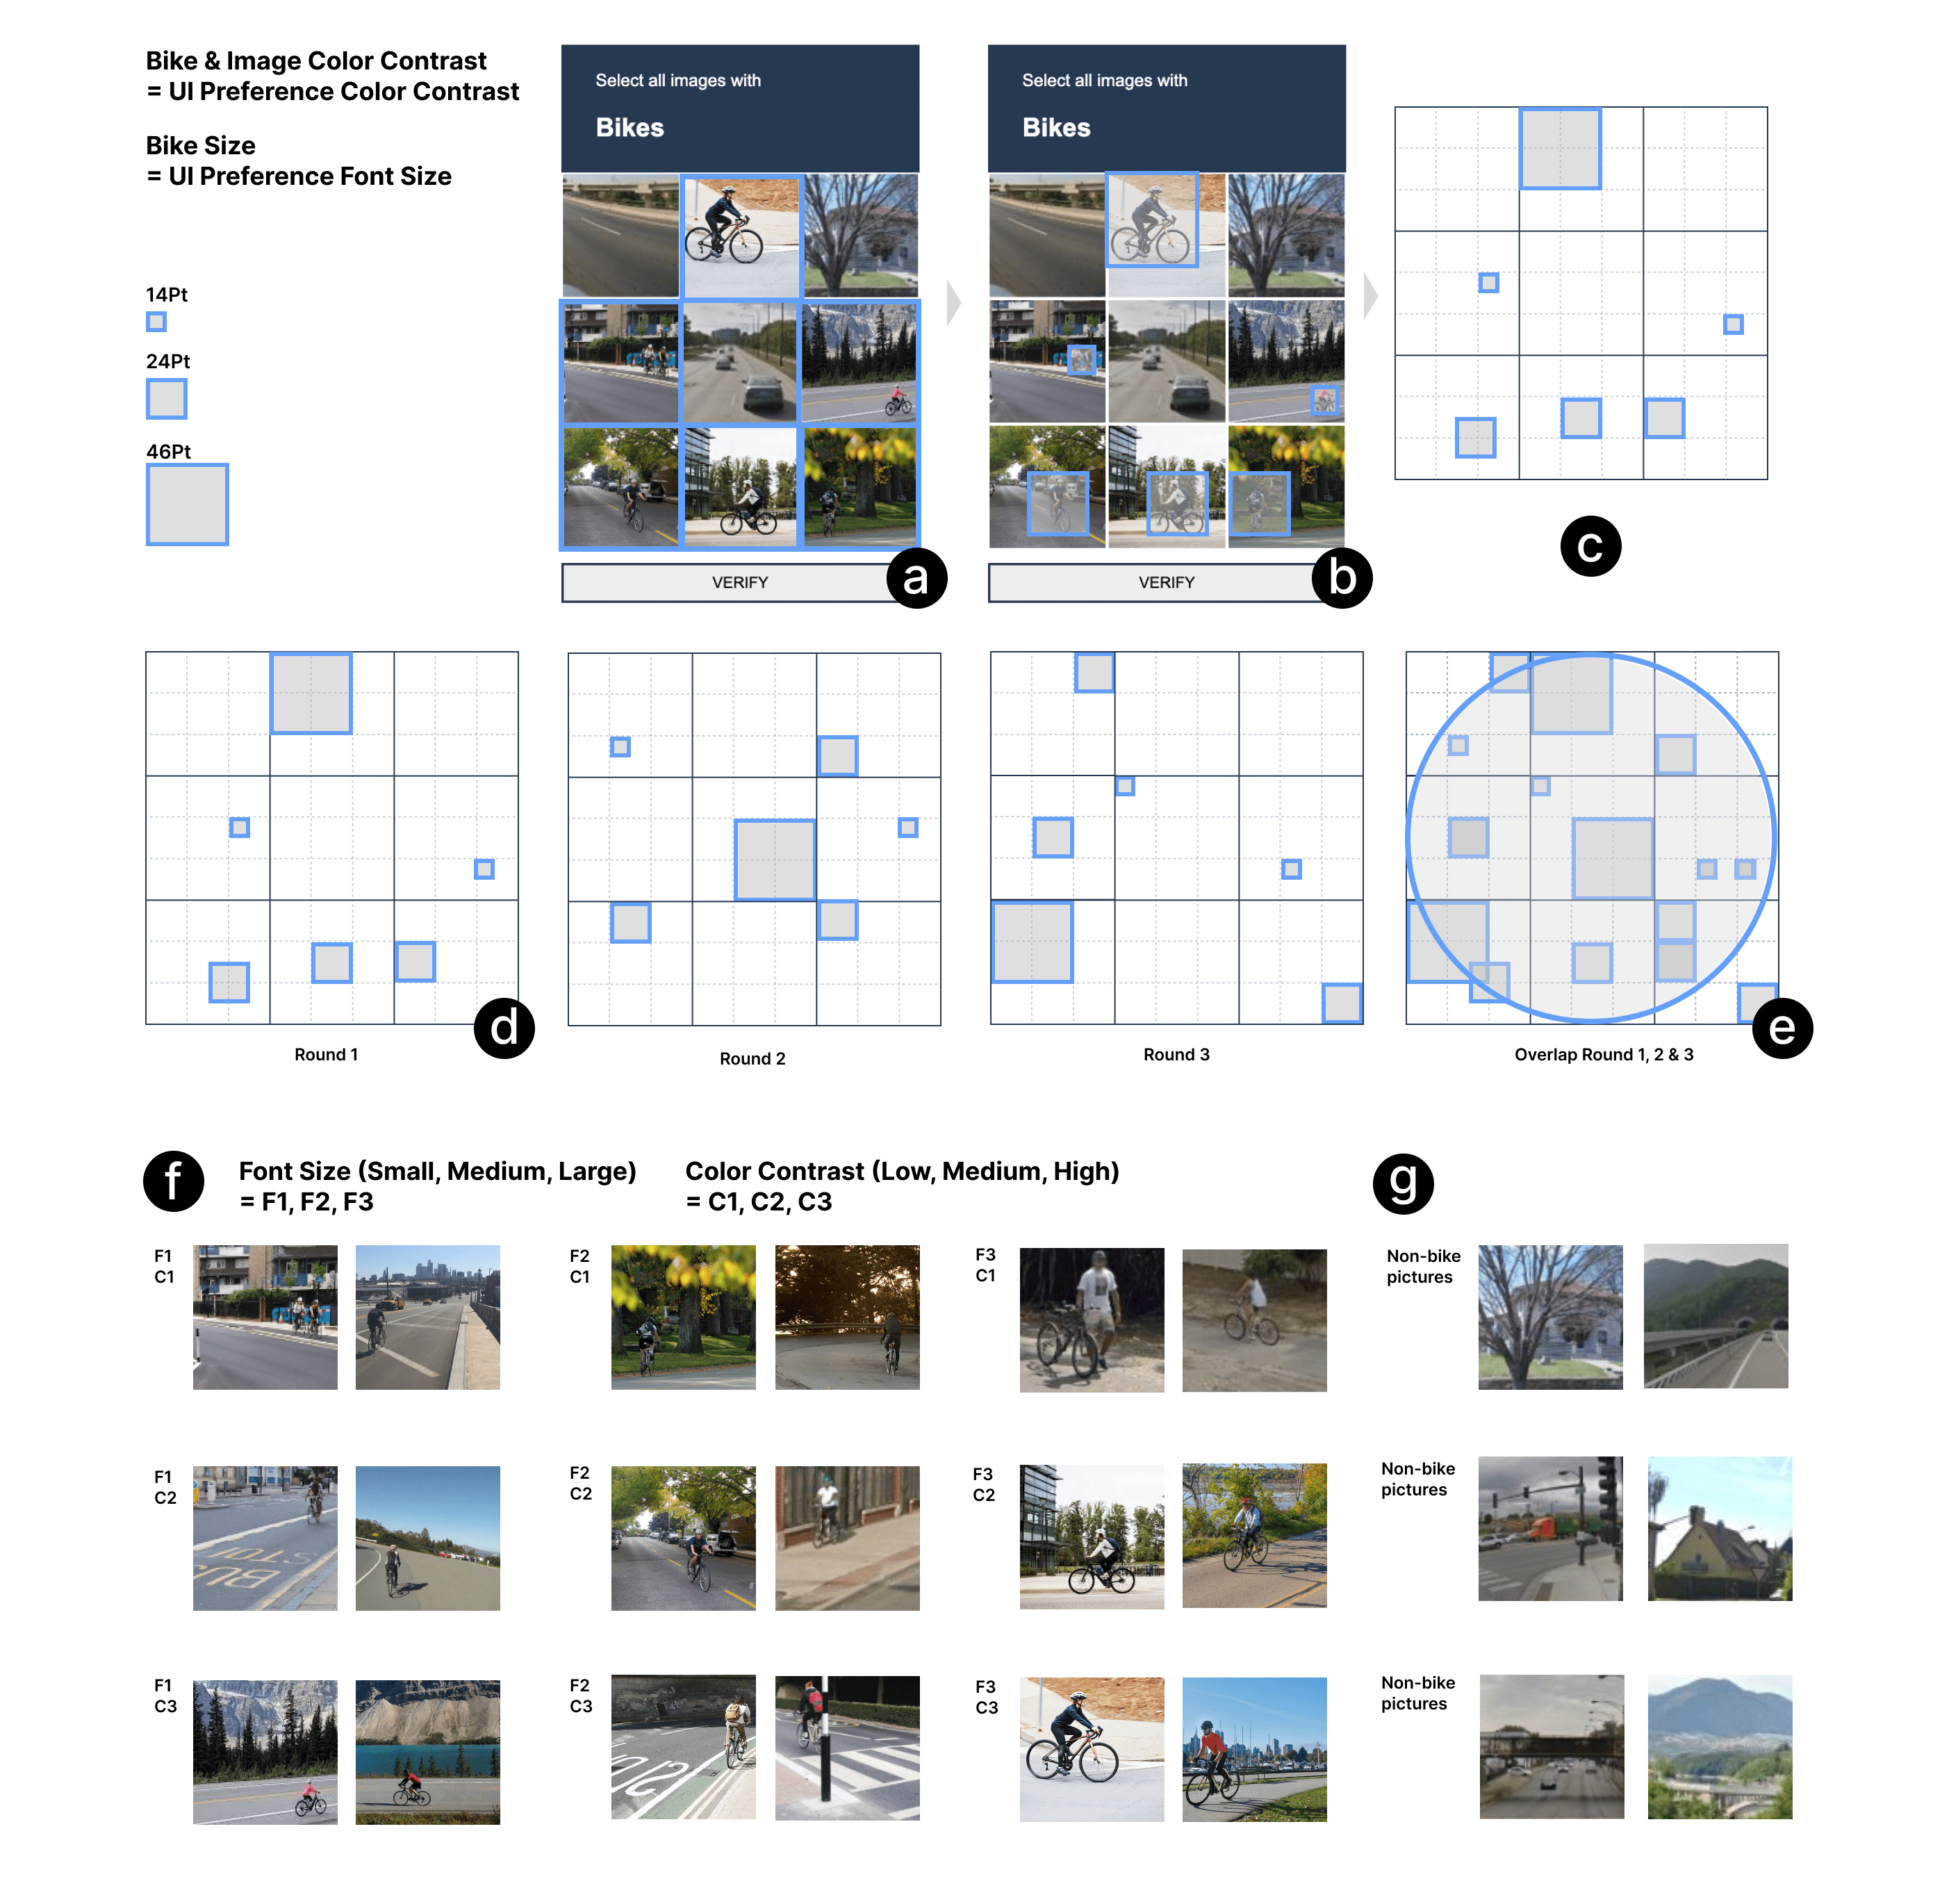 Bike & Image Color Contrast
= UI Preference Color Contrast
Bike Size
= UI Preference Font Size
14Pt
24Pt
46Pt
Select all images with
Bikes
VERIFY
a
Select all images with
Bikes
VERIFY
b
c
d
Round 1
Round 2
Round 3
e
Overlap Round 1, 2 & 3
f
Font Size (Small, Medium, Large)
= F1, F2, F3
Color Contrast (Low, Medium, High)
= C1, C2, C3
g
F1
C1
F2
C1
F3
C1
Non-bike
pictures
F1
C2
F2
C2
F3
C2
Non-bike
pictures
F1
C3
F2
C3
F3
C3
Non-bike
pictures